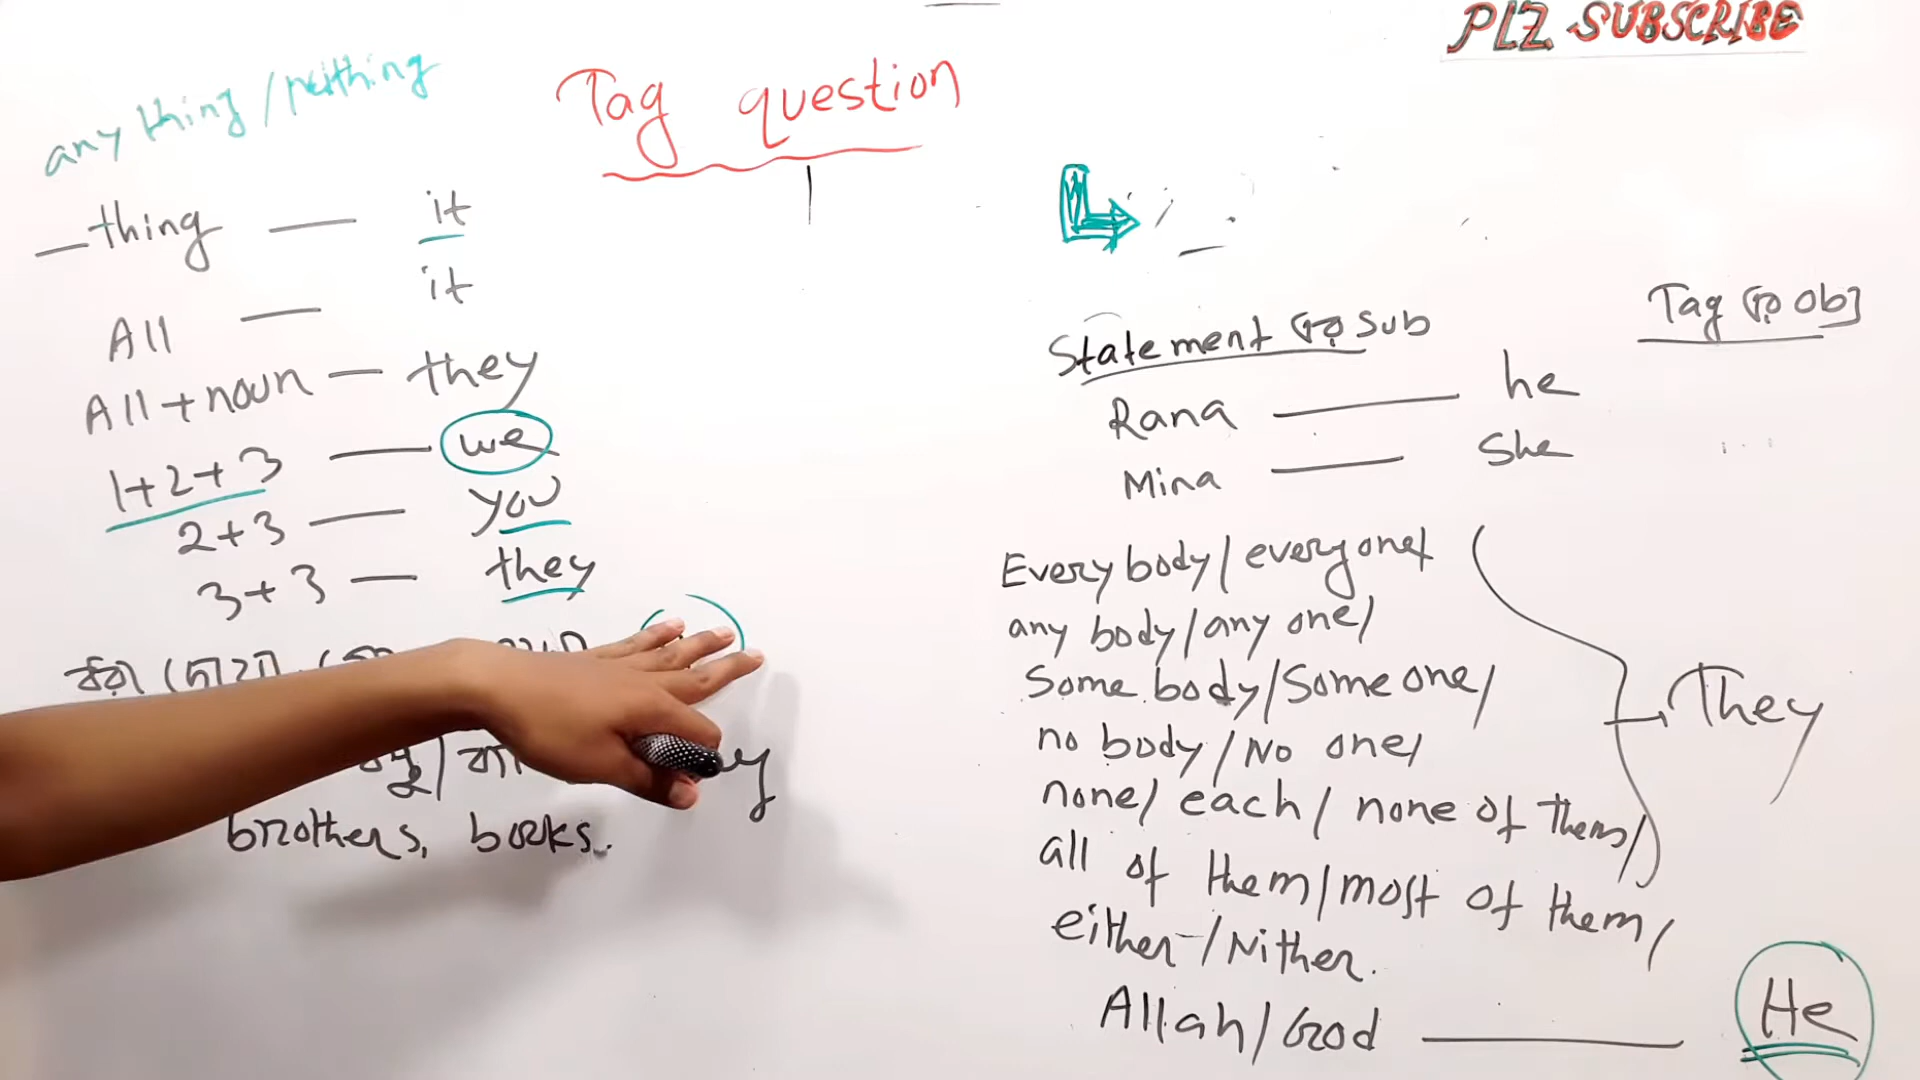 PLZ SUBSCRIBE
Tag question
any thing/nothing
_thing — it
All — it
All + noun — they
1+2+3 — we
2+3 — you
3+3 — they
brothers, books.
Statement এর Sub
Tag এর Ob]
Rana — he
Mina — She
Every body/every one/
any body/any one/
Some body/Some one/
no body/No one/
none/each/none of them/
all of them/most of them/
either/Nither.
They
Allah/God — He